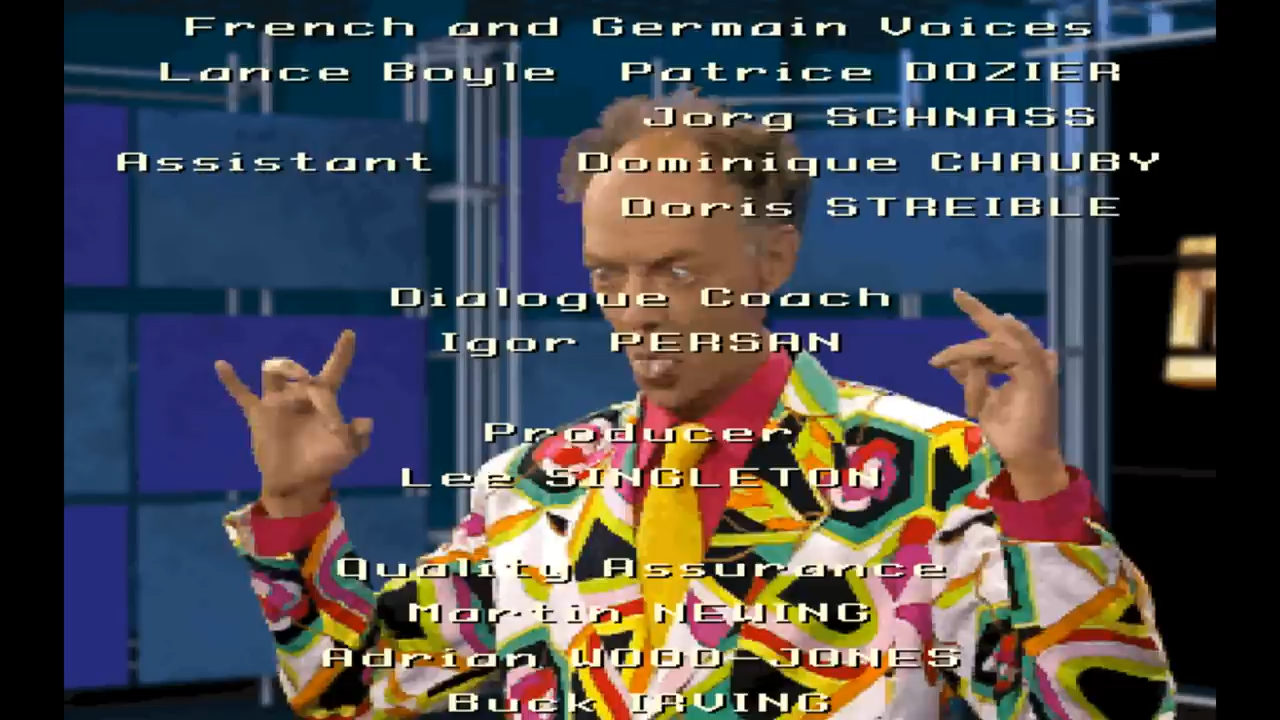 French and Germain Voices
Lance Boyle Patrice DOZIER
Jorg SCHNASS
Assistant Dominique CHAUBY
Doris STREIBLE
Dialogue Coach
Igor PERSAN
Producer
Lee SINGLETON
Quality Assurance
Martin NEWING
Adrian WOOD-JONES
Buck IRVING